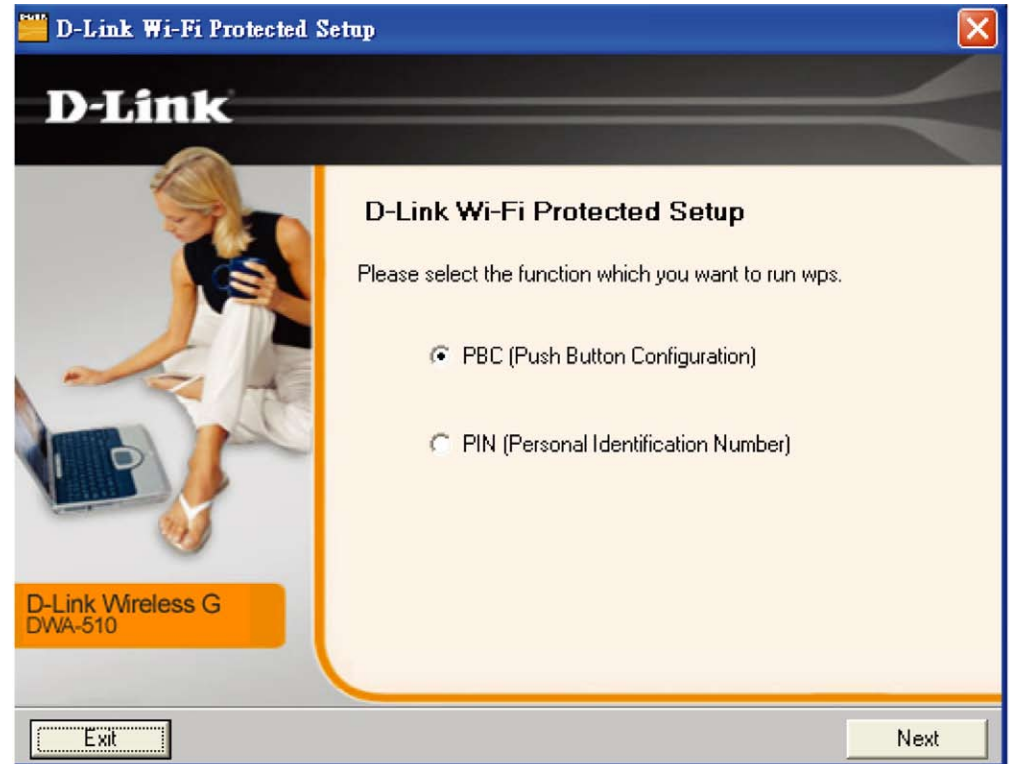 D-Link Wi-Fi Protected Setup
D-Link
D-Link Wi-Fi Protected Setup
Please select the function which you want to run wps.
PBC (Push Button Configuration)
PIN (Personal Identification Number)
D-Link Wireless G
DWA-510
Exit
Next